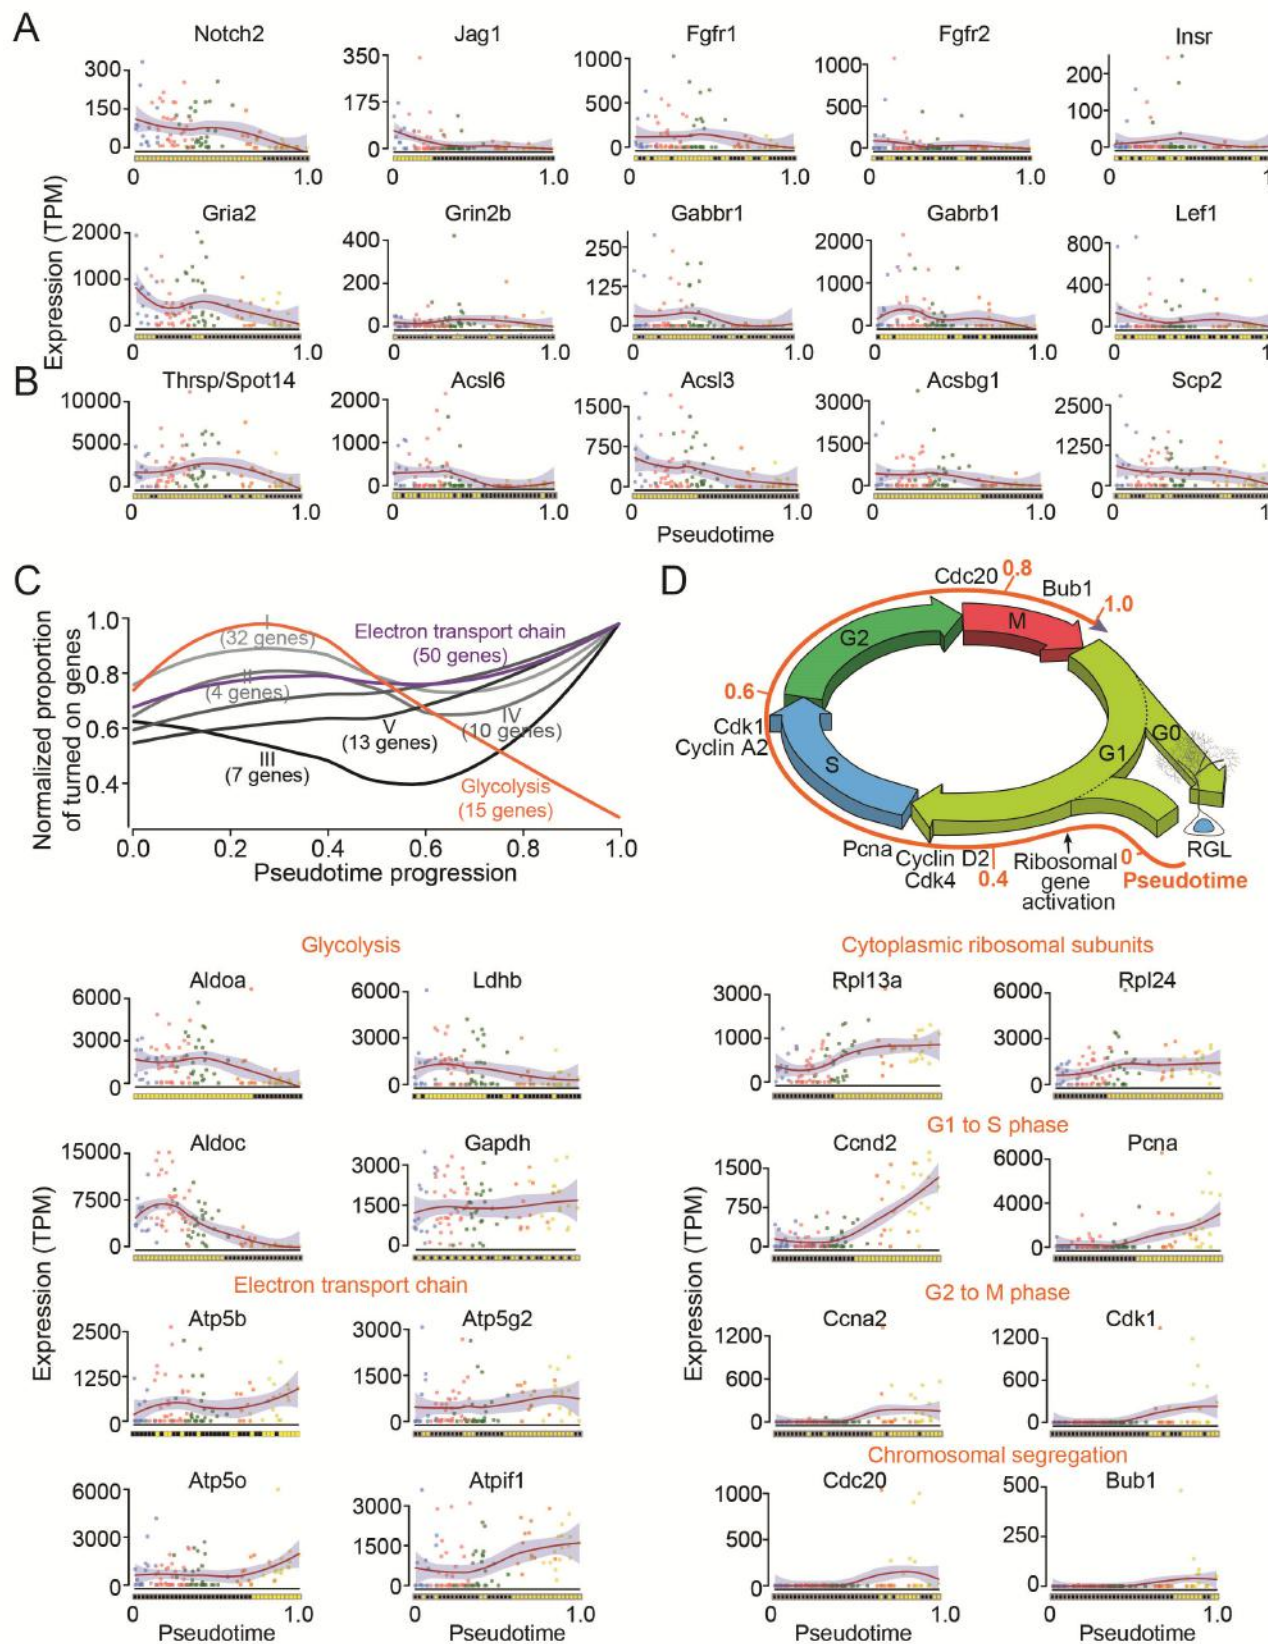 A
Notch2 Jag1 Fgfr1 Fgfr2 Insr
300 150 0 350 175 0 1000 500 0 1000 500 0 200 100 0
0 1.0 0 1.0 0 1.0 0 1.0 0 1
Expression (TPM)
Gria2 Grin2b Gabbr1 Gabrb1 Lef1
2000 1000 0 400 200 0 250 125 0 2000 1000 0 800 400 0
0 1.0 0 1.0 0 1.0 0 1.0 0 1
B
Thrsp/Spot14 Acsl6 Acsl3 Acsbg1 Scp2
10000 5000 0 2000 1000 0 1500 750 0 3000 1500 0 2500 1250 0
0 1.0 0 1.0 0 1.0 0 1.0 0 1
Pseudotime
C
Normalized proportion
of turned on genes
1.0
0.8
0.6
0.4
I
(32 genes)
II
(4 genes)
III
(7 genes)
Electron transport chain
(50 genes)
V
(13 genes)
IV
(10 genes)
Glycolysis
(15 genes)
0.0 0.2 0.4 0.6 0.8 1.0
Pseudotime progression
D
Cdc20 0.8
Bub1
1.0
M
G2
0.6
Cdk1
Cyclin A2
S
G1
G0
RGL
Pcna
Cyclin D2
Cdk4
0.4
Ribosomal
gene
activation
0
Pseudotime
Glycolysis
Aldoa Ldhb
6000 3000 0 6000 3000 0
Aldoc Gapdh
15000 7500 0 3000 1500 0
Electron transport chain
Expression (TPM)
Atp5b Atp5g2
2500 1250 0 3000 1500 0
Atp5o Atpif1
6000 3000 0 3000 1500 0
0 1.0 0 1.0
Pseudotime Pseudotime
Cytoplasmic ribosomal subunits
Rpl13a Rpl24
3000 1000 0 6000 3000 0
G1 to S phase
Ccnd2 Pcna
1500 750 0 6000 4000 0
Expression (TPM)
G2 to M phase
Ccna2 Cdk1
1200 600 0 1200 600 0
Chromosomal segregation
Cdc20 Bub1
1000 500 0 500 250 0
0 1.0 0 1.0
Pseudotime Pseudotime